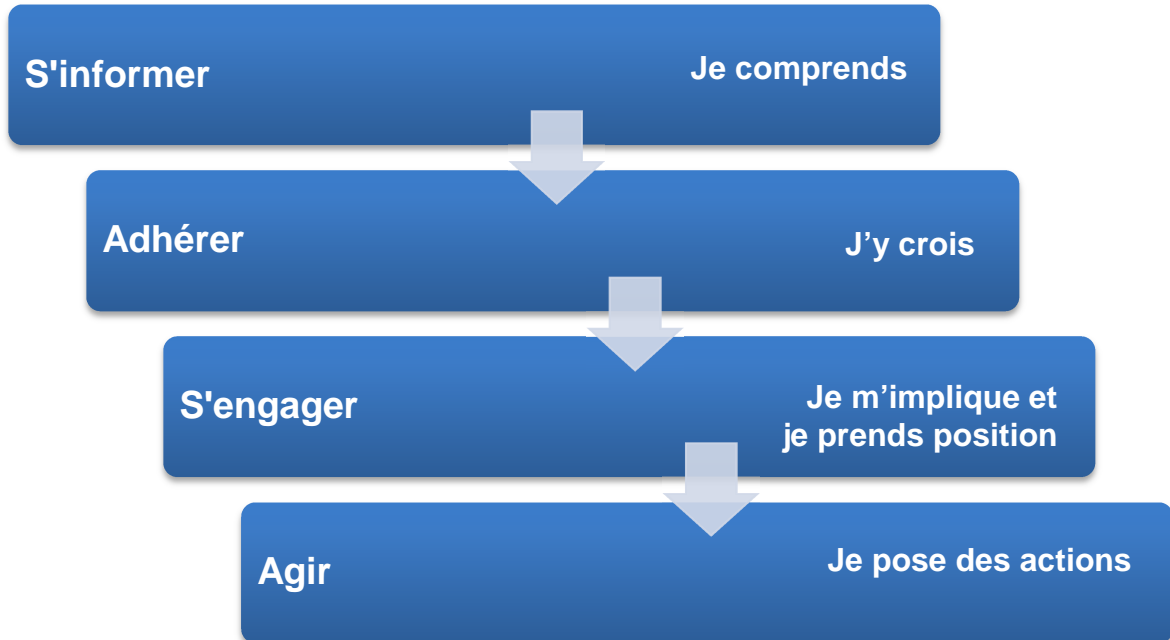 S'informer
Je comprends
Adhérer
J’y crois
S'engager
Je m’implique et
je prends position
Agir
Je pose des actions